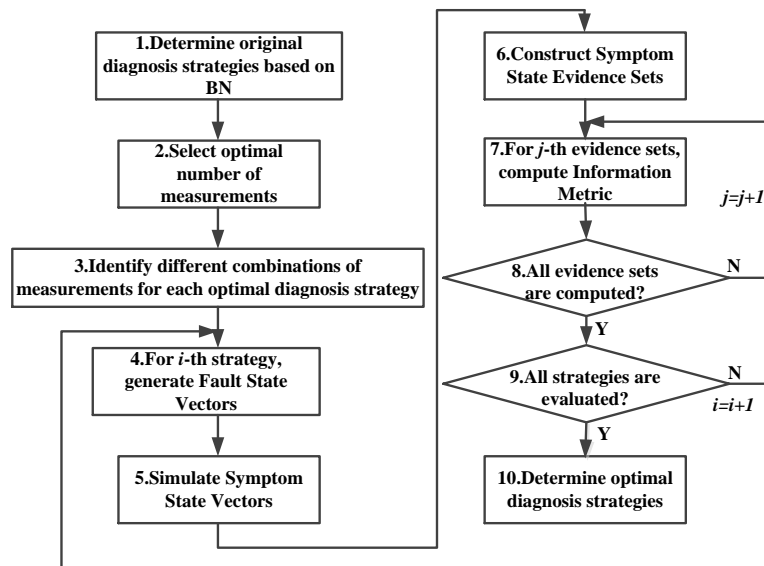 1.Determine original
diagnosis strategies based on
BN
2.Select optimal
number of
measurements
3.Identify different combinations of
measurements for each optimal diagnosis strategy
4.For i-th strategy,
generate Fault State
Vectors
5.Simulate Symptom
State Vectors
6.Construct Symptom
State Evidence Sets
7.For j-th evidence sets,
compute Information
Metric
j=j+1
8.All evidence sets
are computed?
N
Y
9.All strategies are
evaluated?
N
i=i+1
Y
10.Determine optimal
diagnosis strategies